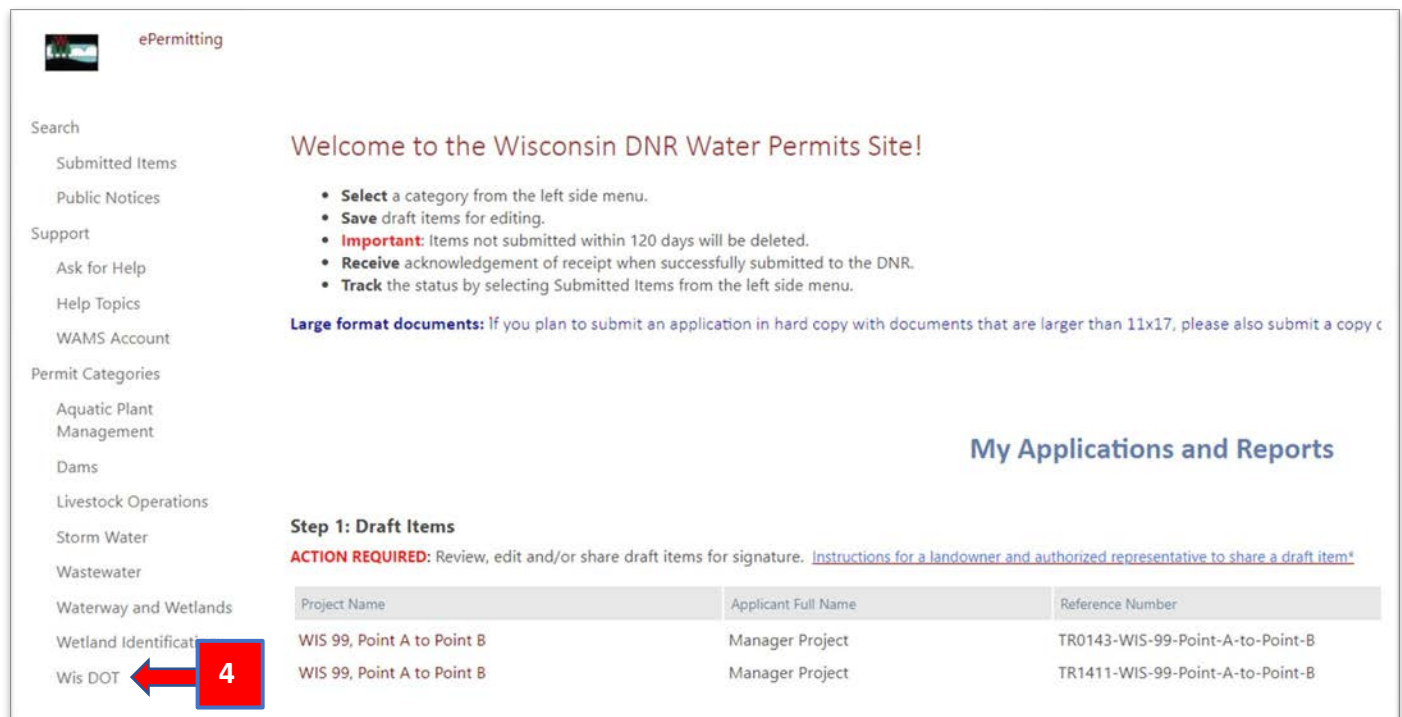 ePermitting
Search
Submitted Items
Public Notices
Support
Ask for Help
Help Topics
WAMS Account
Permit Categories
Aquatic Plant
Management
Dams
Livestock Operations
Storm Water
Wastewater
Waterway and Wetlands
Wetland
Wis DOT
4
Welcome to the Wisconsin DNR Water Permits Site!
• Select a category from the left side menu.
• Save draft items for editing.
• Important: Items not submitted within 120 days will be deleted.
• Receive acknowledgement of receipt when successfully submitted to the DNR.
• Track the status by selecting Submitted Items from the left side menu.
Large format documents: If you plan to submit an application in hard copy with documents that are larger than 11x17, please also submit a copy
My Applications and Reports
Step 1: Draft Items
ACTION REQUIRED: Review, edit and/or share draft items for signature. Instructions for a landowner and authorized representative to share a draft item*
Project Name Applicant Full Name Reference Number
WIS 99, Point A to Point B Manager Project TR0143-WIS-99-Point-A-to-Point-B
WIS 99, Point A to Point B Manager Project TR1411-WIS-99-Point-A-to-Point-B